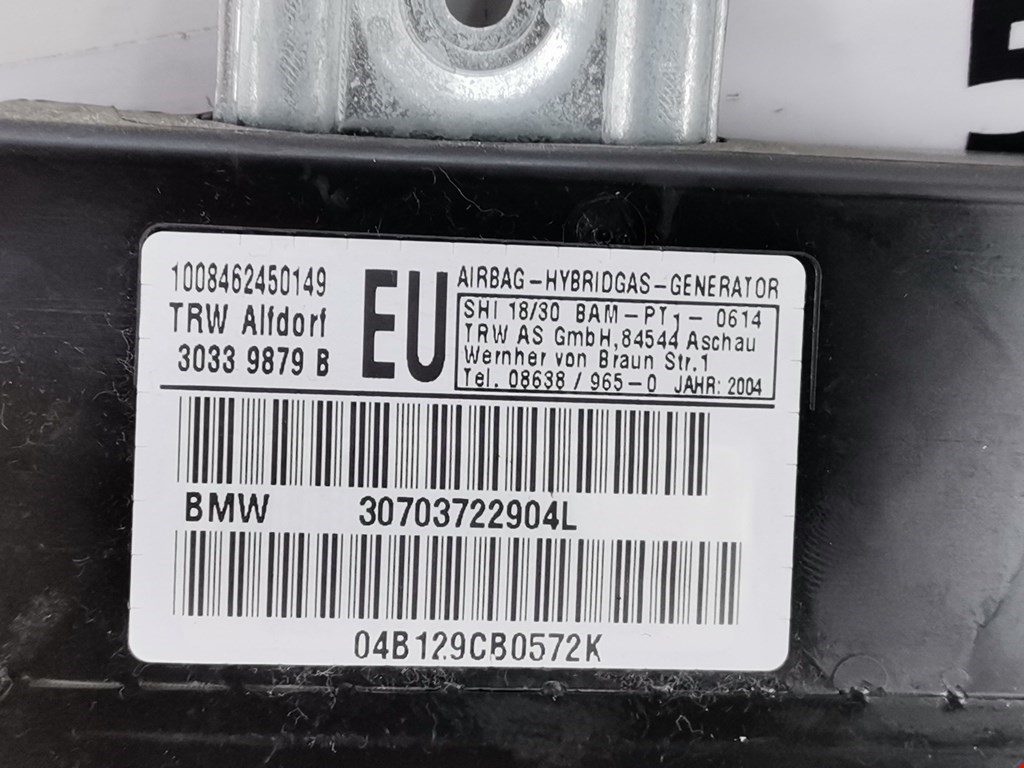 1008462450149
TRW Alfdorf
3033 9879 B
EU
AIRBAG-HYBRIDGAS-GENERATOR
SHI 18/30 BAM-PT1- 0614
TRW AS GmbH,84544 Aschau
Wernher von Braun Str.1
Tel. 08638 / 965-0 JAHR: 2004
BMW 30703722904L
04B129CB0572K